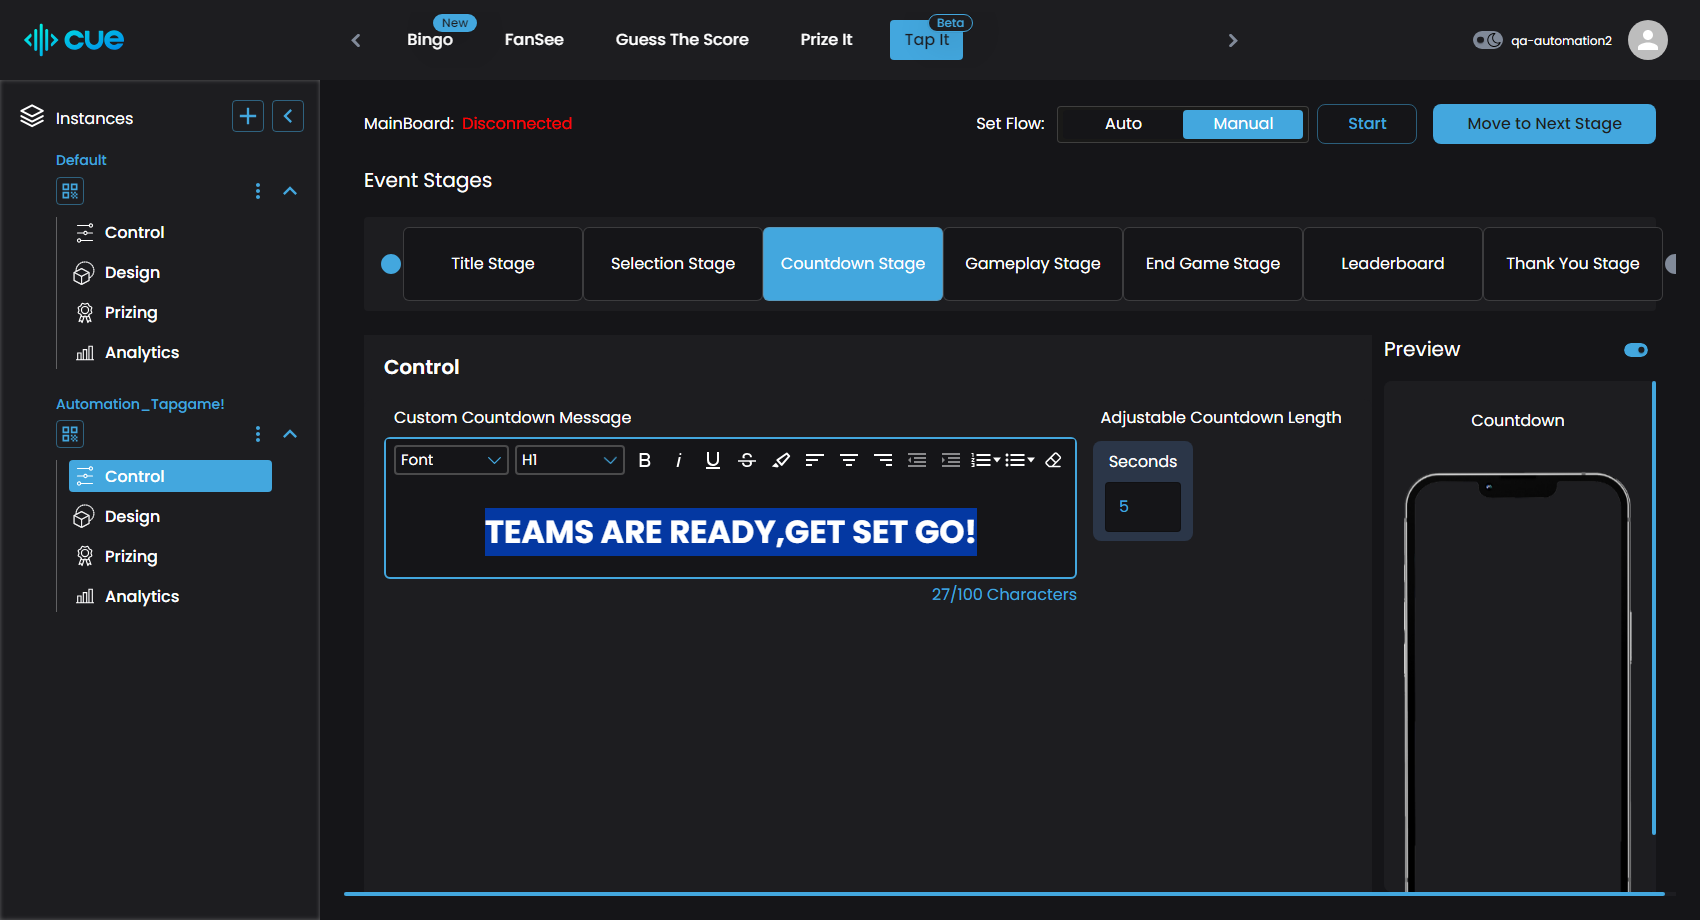 cue
Bingo
New
FanSee
Guess The Score
Prize It
Tap It
Beta
qa-automation2
Instances
Default
Control
Design
Prizing
Analytics
Automation_Tapgame!
Control
Design
Prizing
Analytics
MainBoard: Disconnected
Set Flow:
Auto
Manual
Start
Move to Next Stage
Event Stages
Title Stage
Selection Stage
Countdown Stage
Gameplay Stage
End Game Stage
Leaderboard
Thank You Stage
Control
Custom Countdown Message
Font
H1
B
i
U
S
TEAMS ARE READY,GET SET GO!
27/100 Characters
Adjustable Countdown Length
Seconds
5
Preview
Countdown